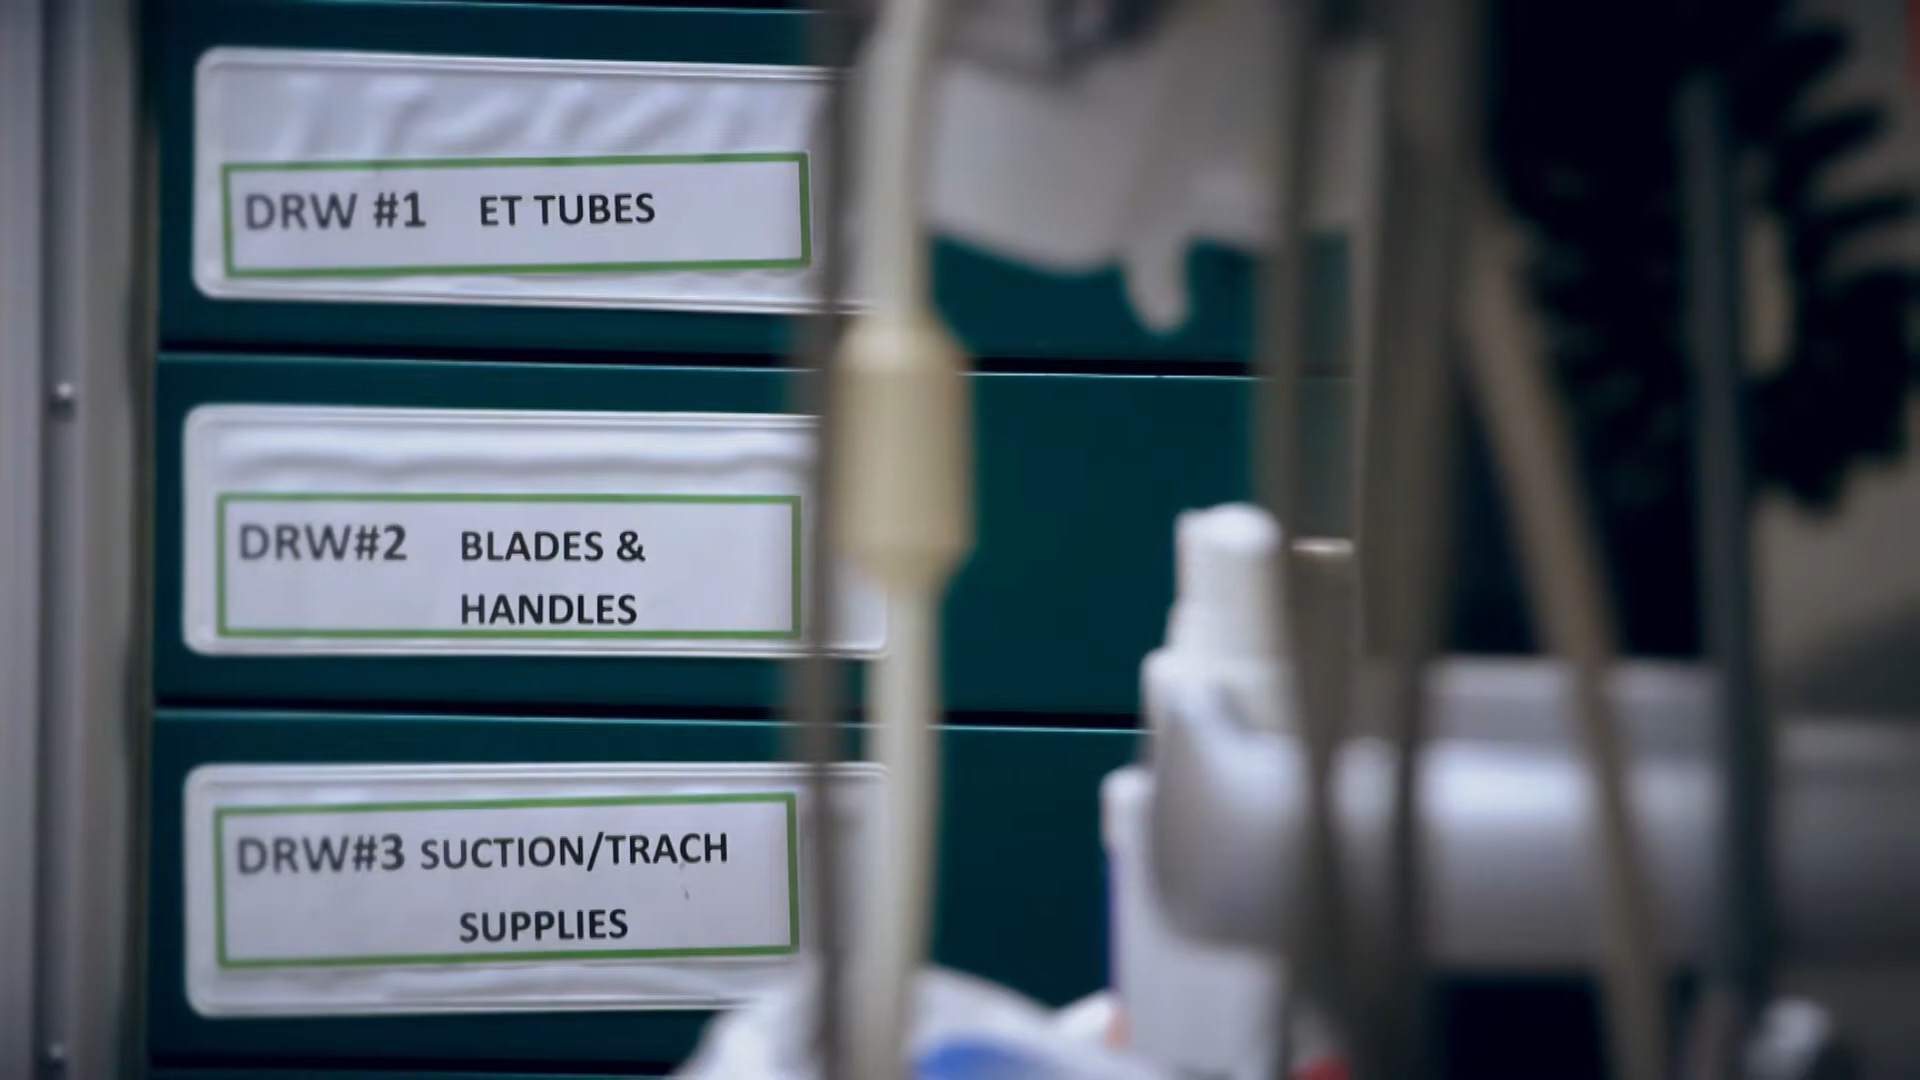 DRW #1 ET TUBES
DRW#2 BLADES &
HANDLES
DRW#3 SUCTION/TRACH
SUPPLIES